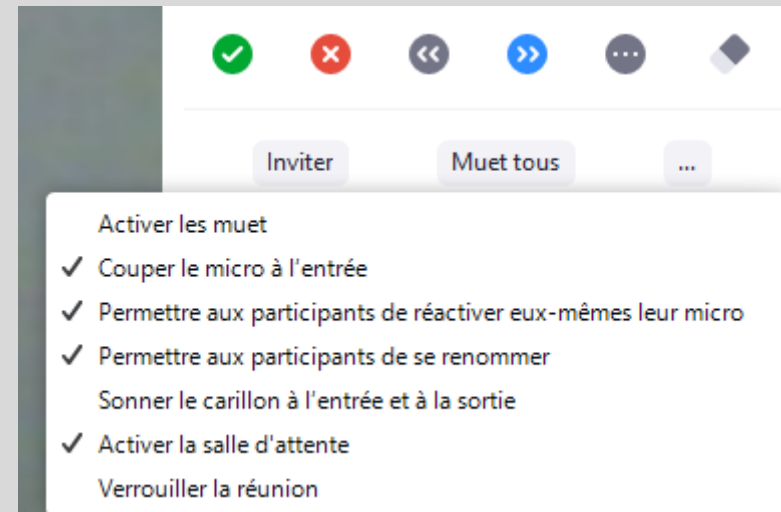 Inviter
Muet tous
...
Activer les muet
Couper le micro à l'entrée
Permettre aux participants de réactiver eux-mêmes leur micro
Permettre aux participants de se renommer
Sonner le carillon à l'entrée et à la sortie
Activer la salle d'attente
Verrouiller la réunion